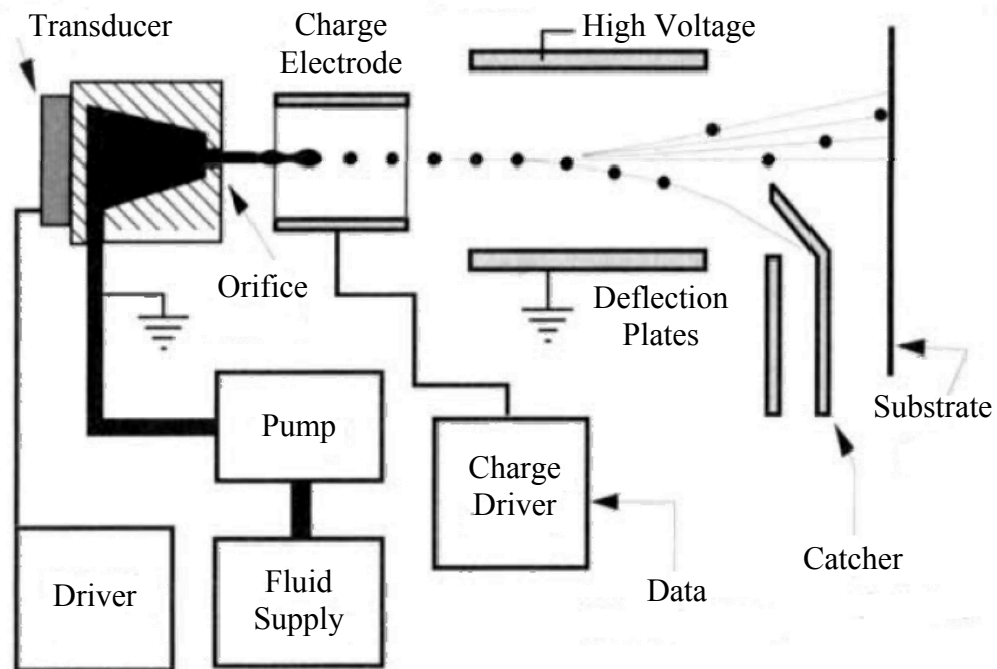 Transducer
Charge
Electrode
High Voltage
Orifice
Deflection
Plates
Substrate
Pump
Charge
Driver
Catcher
Driver
Fluid
Supply
Data